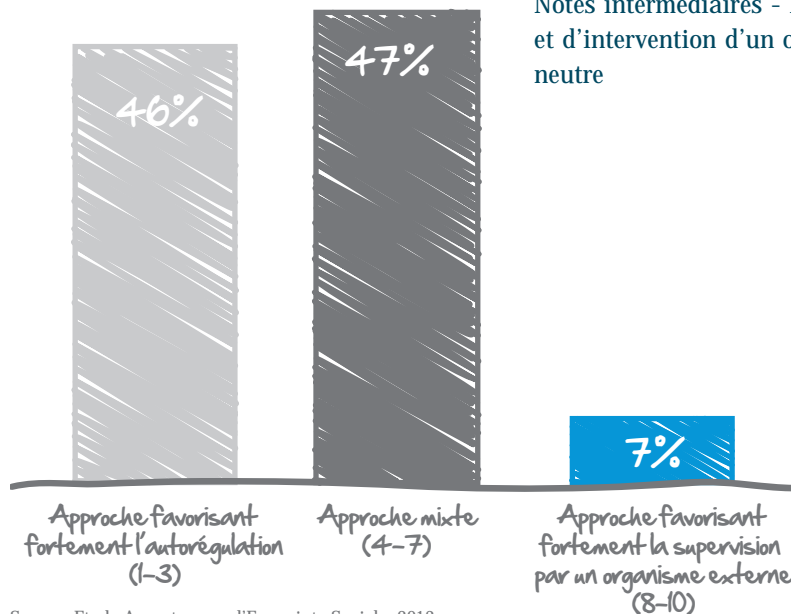 Notes intermédiaires -
et d'intervention d'un
neutre
46%
47%
7%
Approche favorisant
fortement l'autorégulation
(1-3)
Approche mixte
(4-7)
Approche favorisant
fortement la supervision
par un organisme externe
(8-10)